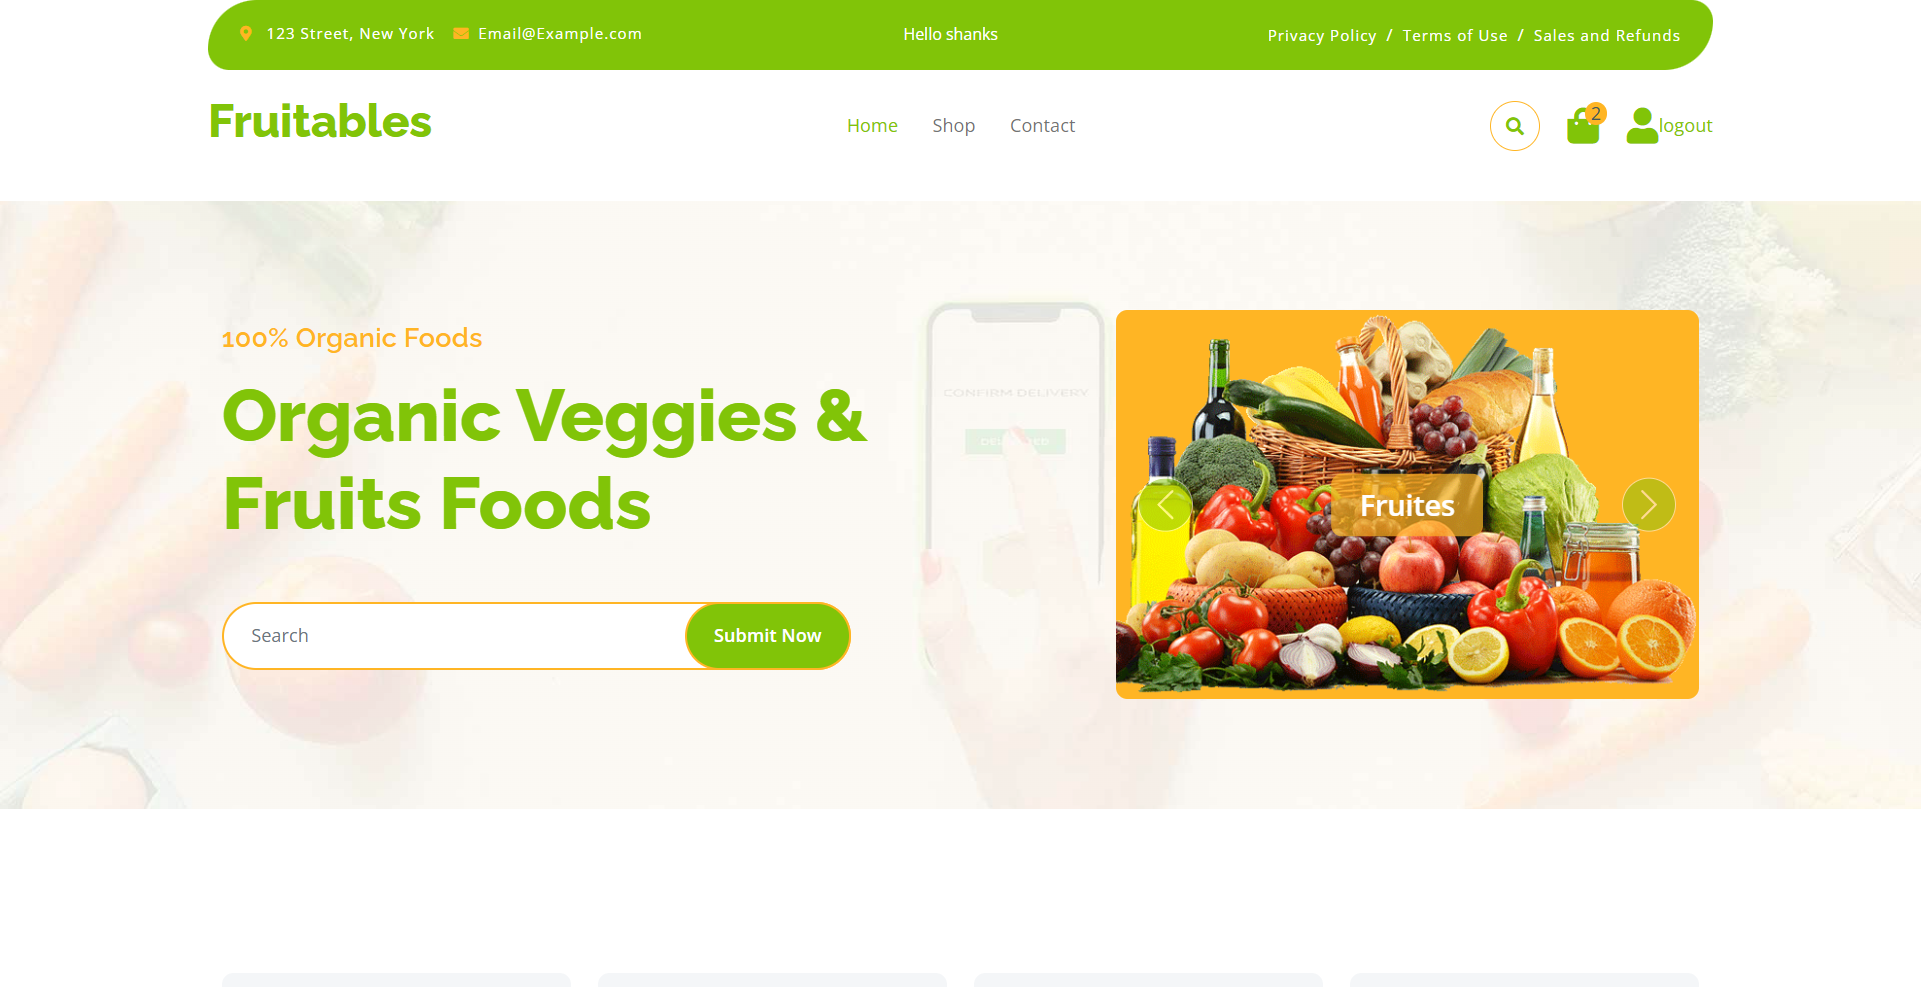 123 Street, New York
Email@Example.com
Hello shanks
Privacy Policy / Terms of Use / Sales and Refunds
Fruitables
Home
Shop
Contact
2
logout
100% Organic Foods
Organic Veggies &
Fruits Foods
CONFIRM DELIVERY
Fruites
Search
Submit Now